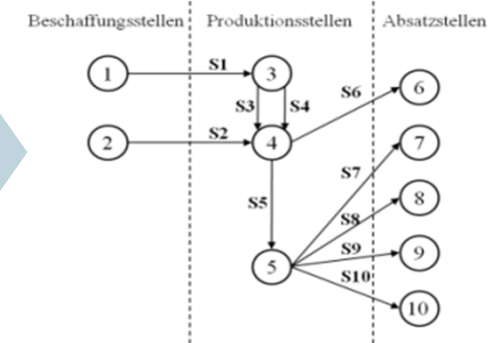 Beschaffungsstellen Produktionsstellen Absatzstellen
1 S1 3
S3 S4 S6 6
2 S2 4 7
S7
S5 S8 8
S9 9
5 S10
10